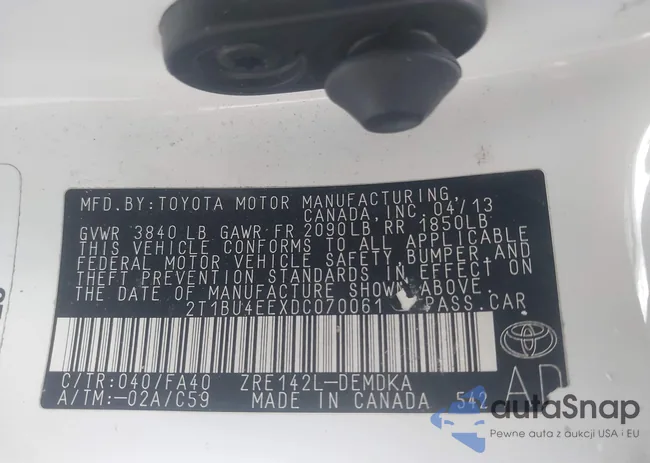 MFD.BY:TOYOTA MOTOR MANUFACTURING
CANADA,INC. 04/13
GVWR 3840 LB GAWR FR 2090LB RR 1850LB
THIS VEHICLE CONFORMS TO ALL APPLICABLE
FEDERAL MOTOR VEHICLE SAFETY, BUMPER,AND
THEFT PREVENTION STANDARDS IN EFFECT ON
THE DATE OF MANUFACTURE SHOWN ABOVE.
2T1BU4EEXDC070061 PASS.CAR
C/TR:040/FA40 ZRE142L-DEMDKA
A/TM:-02A/C59 MADE IN CANADA 542
autoSnap
Pewne auta z aukcji USA i EU